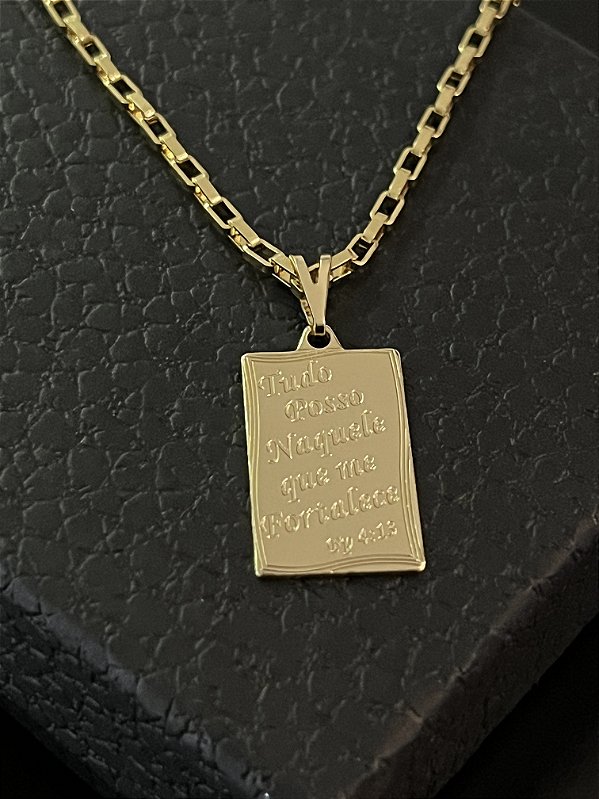 Tudo
Posso
Naquele
que me
Fortalece
4:13